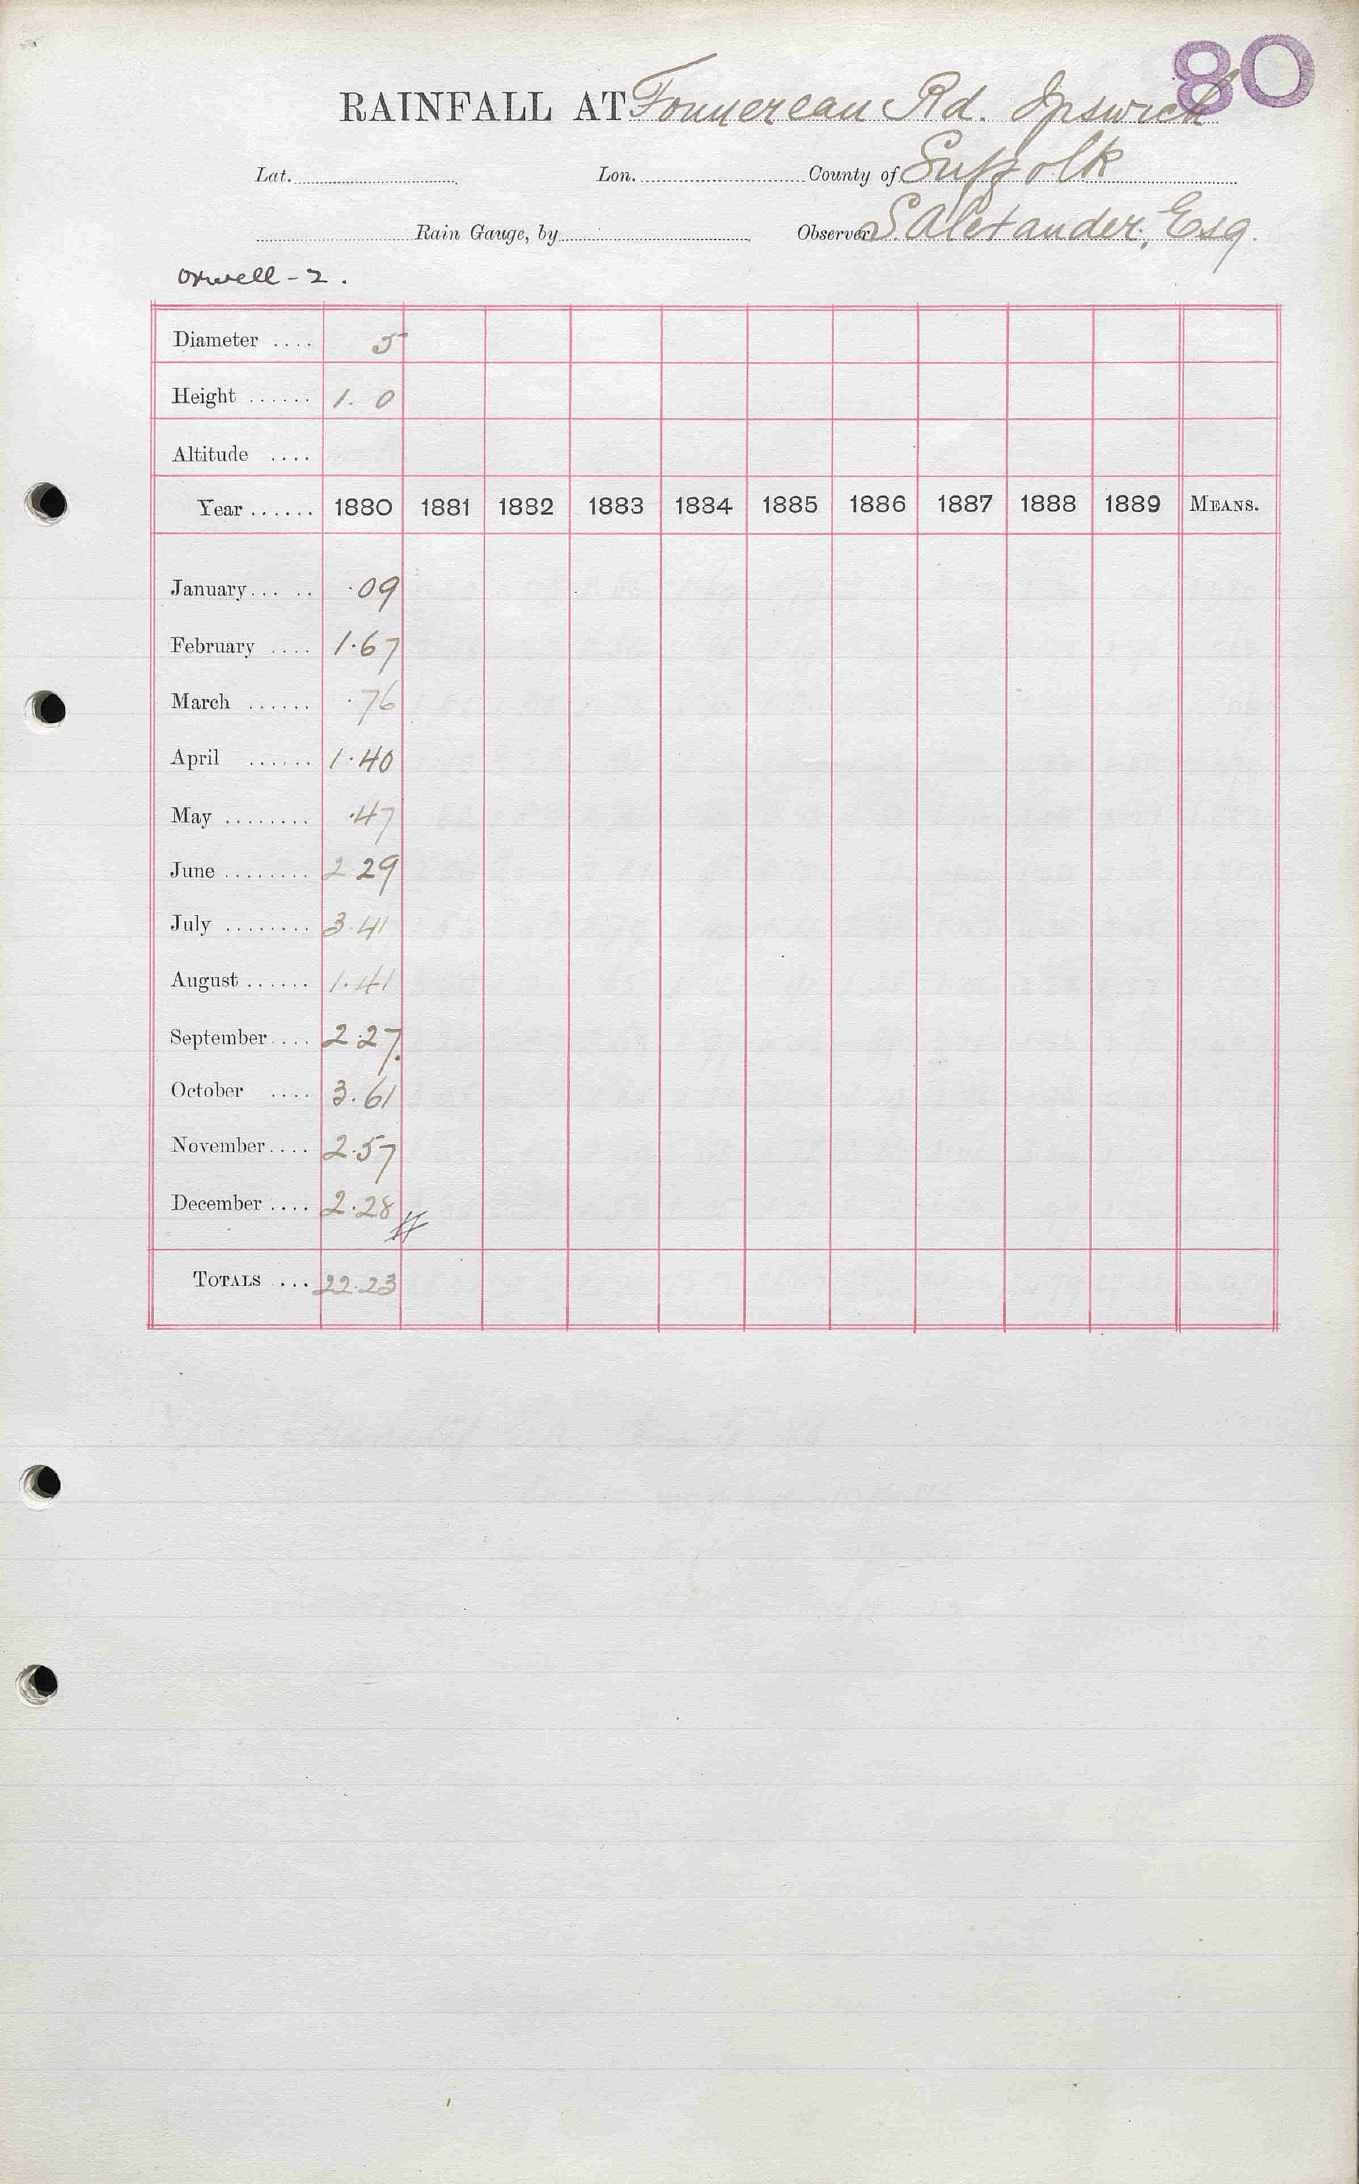 80
RAINFALL AT Fonnereau Rd. Ipswich
Lat. Lon. County of Suffolk
Rain Gauge, by Observer S. Alexander, Esq.
Orwell - 2.
Diameter .... 5
Height ...... 1. 0
Altitude ....
Year ...... 1880 1881 1882 1883 1884 1885 1886 1887 1888 1889 MEANS.
January... .. .09
February .... 1.67
March ...... .76
April ...... 1.40
May ........ .47
June ........ 2.29
July ........ 3.41
August ...... 1.41
September.... 2.27
October .... 3.61
November.... 2.57
December .... 2.28 #
TOTALS ... 22.23